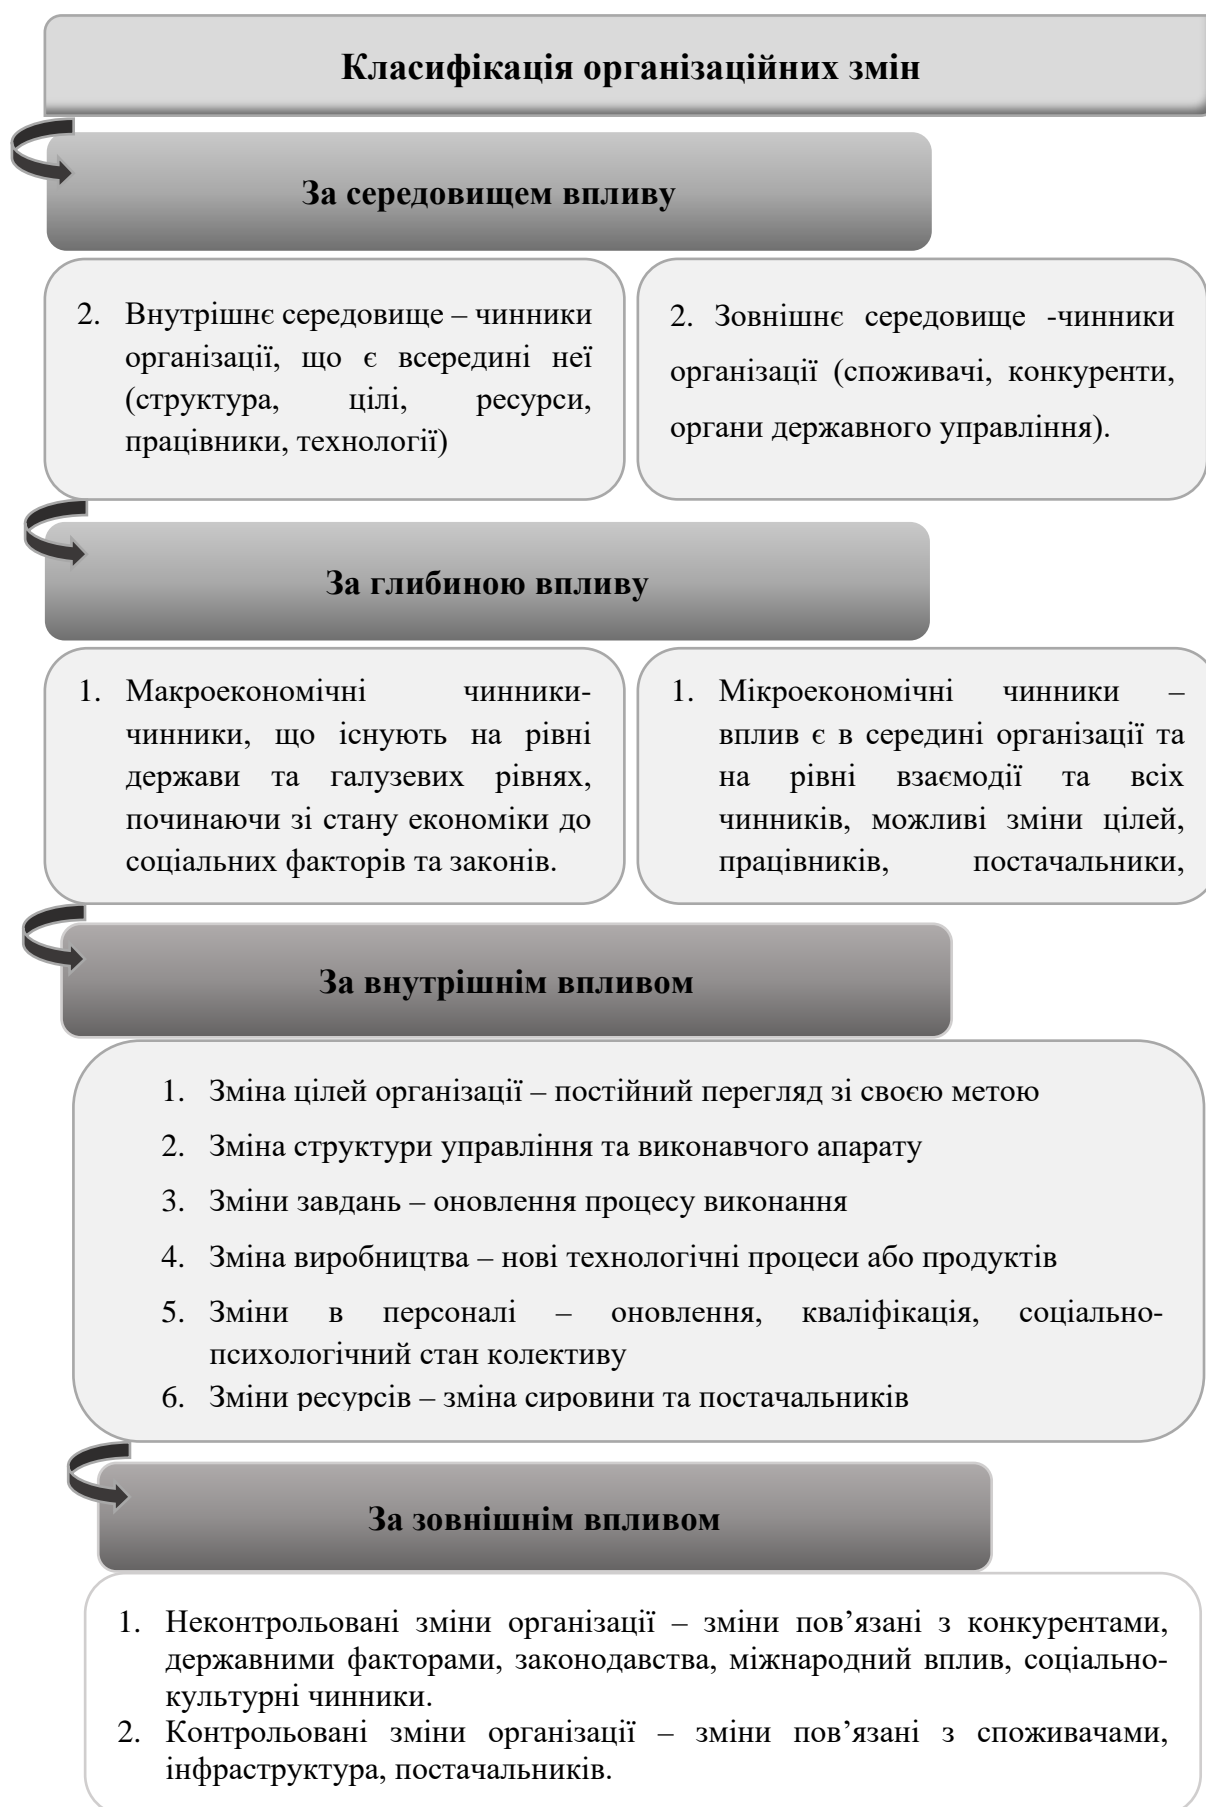 Класифікація організаційних змін
За середовищем впливу
2. Внутрішнє середовище – чинники
організації, що є всередині неї
(структура, цілі, ресурси,
працівники, технології)
2. Зовнішнє середовище -чинники
організації (споживачі, конкуренти,
органи державного управління).
За глибиною впливу
1. Макроекономічні чинники-
чинники, що існують на рівні
держави та галузевих рівнях,
починаючи зі стану економіки до
соціальних факторів та законів.
1. Мікроекономічні чинники –
вплив є в середині організації та
на рівні взаємодії та всіх
чинників, можливі зміни цілей,
працівників, постачальники,
За внутрішнім впливом
1. Зміна цілей організації – постійний перегляд зі своєю метою
2. Зміна структури управління та виконавчого апарату
3. Зміни завдань – оновлення процесу виконання
4. Зміна виробництва – нові технологічні процеси або продуктів
5. Зміни в персоналі – оновлення, кваліфікація, соціально-
психологічний стан колективу
6. Зміни ресурсів – зміна сировини та постачальників
За зовнішнім впливом
1. Неконтрольовані зміни організації – зміни пов’язані з конкурентами,
державними факторами, законодавства, міжнародний вплив, соціально-
культурні чинники.
2. Контрольовані зміни організації – зміни пов’язані з споживачами,
інфраструктура, постачальників.